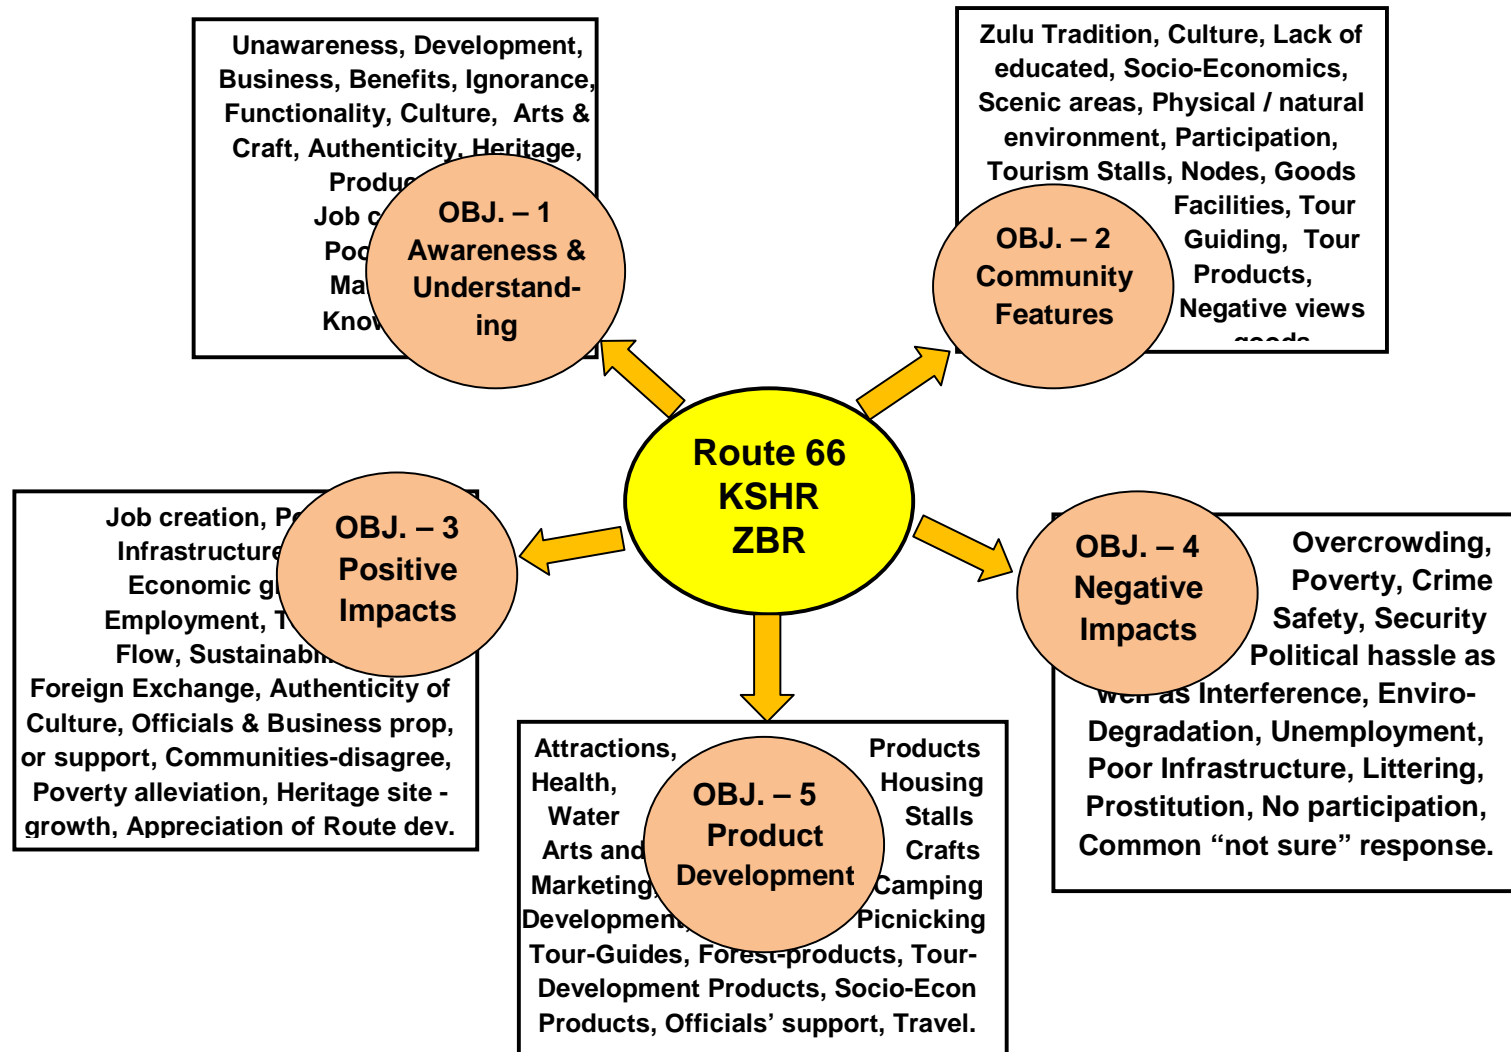 Unawareness, Development,
Business, Benefits, Ignorance,
Functionality, Culture, Arts &
Craft, Authenticity, Heritage,
Job
OBJ. – 1
Awareness &
Understand-
ing
Zulu Tradition, Culture, Lack of
educated, Socio-Economics,
Scenic areas, Physical / natural
environment, Participation,
Tourism Stalls, Nodes, Goods
Facilities, Tour
Guiding, Tour
Products,
Negative views
goods
OBJ. – 2
Community
Features
Route 66
KSHR
ZBR
Job creation,
Infrastructure
Economic
Employment,
Flow,
Foreign Exchange, Authenticity of
Culture, Officials & Business prop,
or support, Communities-disagree,
Poverty alleviation, Heritage site -
growth, Appreciation of Route dev.
OBJ. – 3
Positive
Impacts
OBJ. – 4
Negative
Impacts
Overcrowding,
Poverty, Crime
Safety, Security
Political hassle as
well as Interference, Enviro-
Degradation, Unemployment,
Poor Infrastructure, Littering,
Prostitution, No participation,
Common “not sure” response.
Attractions, Products
Health, Housing
Water Stalls
Arts and Crafts
Marketing, Camping
Development, Picnicking
Tour-Guides, Forest-products, Tour-
Development Products, Socio-Econ
Products, Officials’ support, Travel.
OBJ. – 5
Product
Development